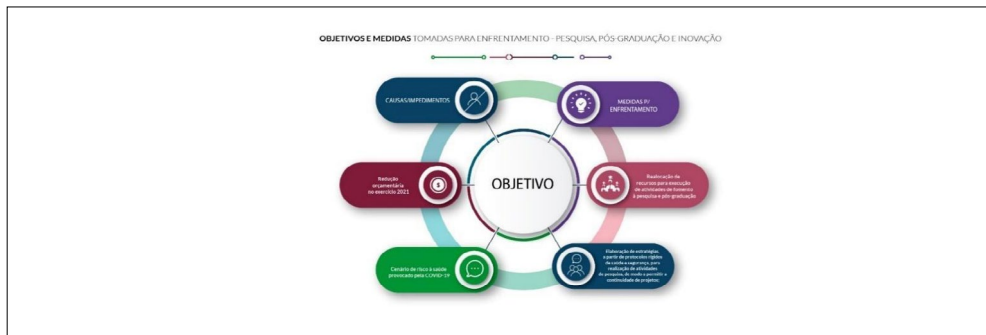 OBJETIVOS E MEDIDAS TOMADAS PARA ENFRENTAMENTO - PESQUISA, PÓS-GRADUAÇÃO E INOVAÇÃO
CAUSAS/IMPEDIMENTOS
MEDIDAS P/
ENFRENTAMENTO
Redução
orçamentária
no exercício 2021
OBJETIVO
Realocação de
recursos para execução
de atividades de fomento
à pesquisa e pós-graduação
Cenário de risco à saúde
provocado pela COVID-19
Elaboração de estratégias
a partir de protocolos rígidos
de saúde e segurança, para
realização de atividades
de pesquisa, de modo a permitir a
continuidade de projetos;